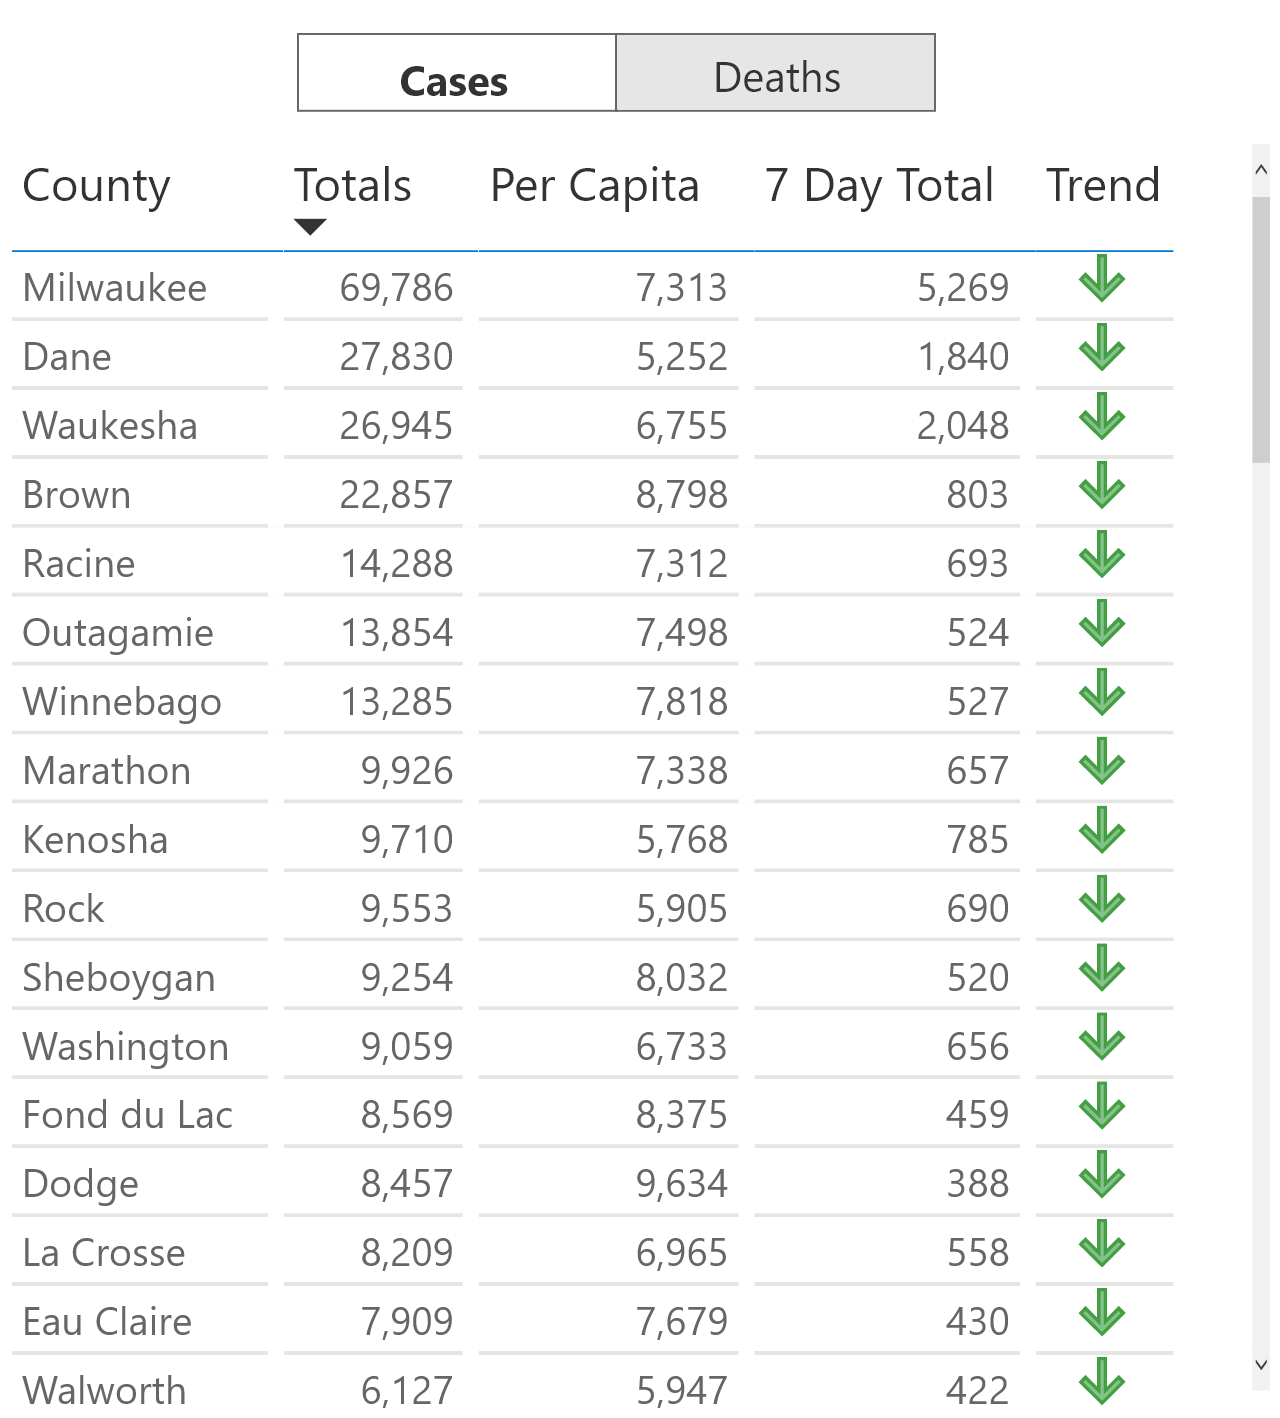 Cases Deaths
County Totals Per Capita 7 Day Total Trend
Milwaukee 69,786 7,313 5,269
Dane 27,830 5,252 1,840
Waukesha 26,945 6,755 2,048
Brown 22,857 8,798 803
Racine 14,288 7,312 693
Outagamie 13,854 7,498 524
Winnebago 13,285 7,818 527
Marathon 9,926 7,338 657
Kenosha 9,710 5,768 785
Rock 9,553 5,905 690
Sheboygan 9,254 8,032 520
Washington 9,059 6,733 656
Fond du Lac 8,569 8,375 459
Dodge 8,457 9,634 388
La Crosse 8,209 6,965 558
Eau Claire 7,909 7,679 430
Walworth 6,127 5,947 422